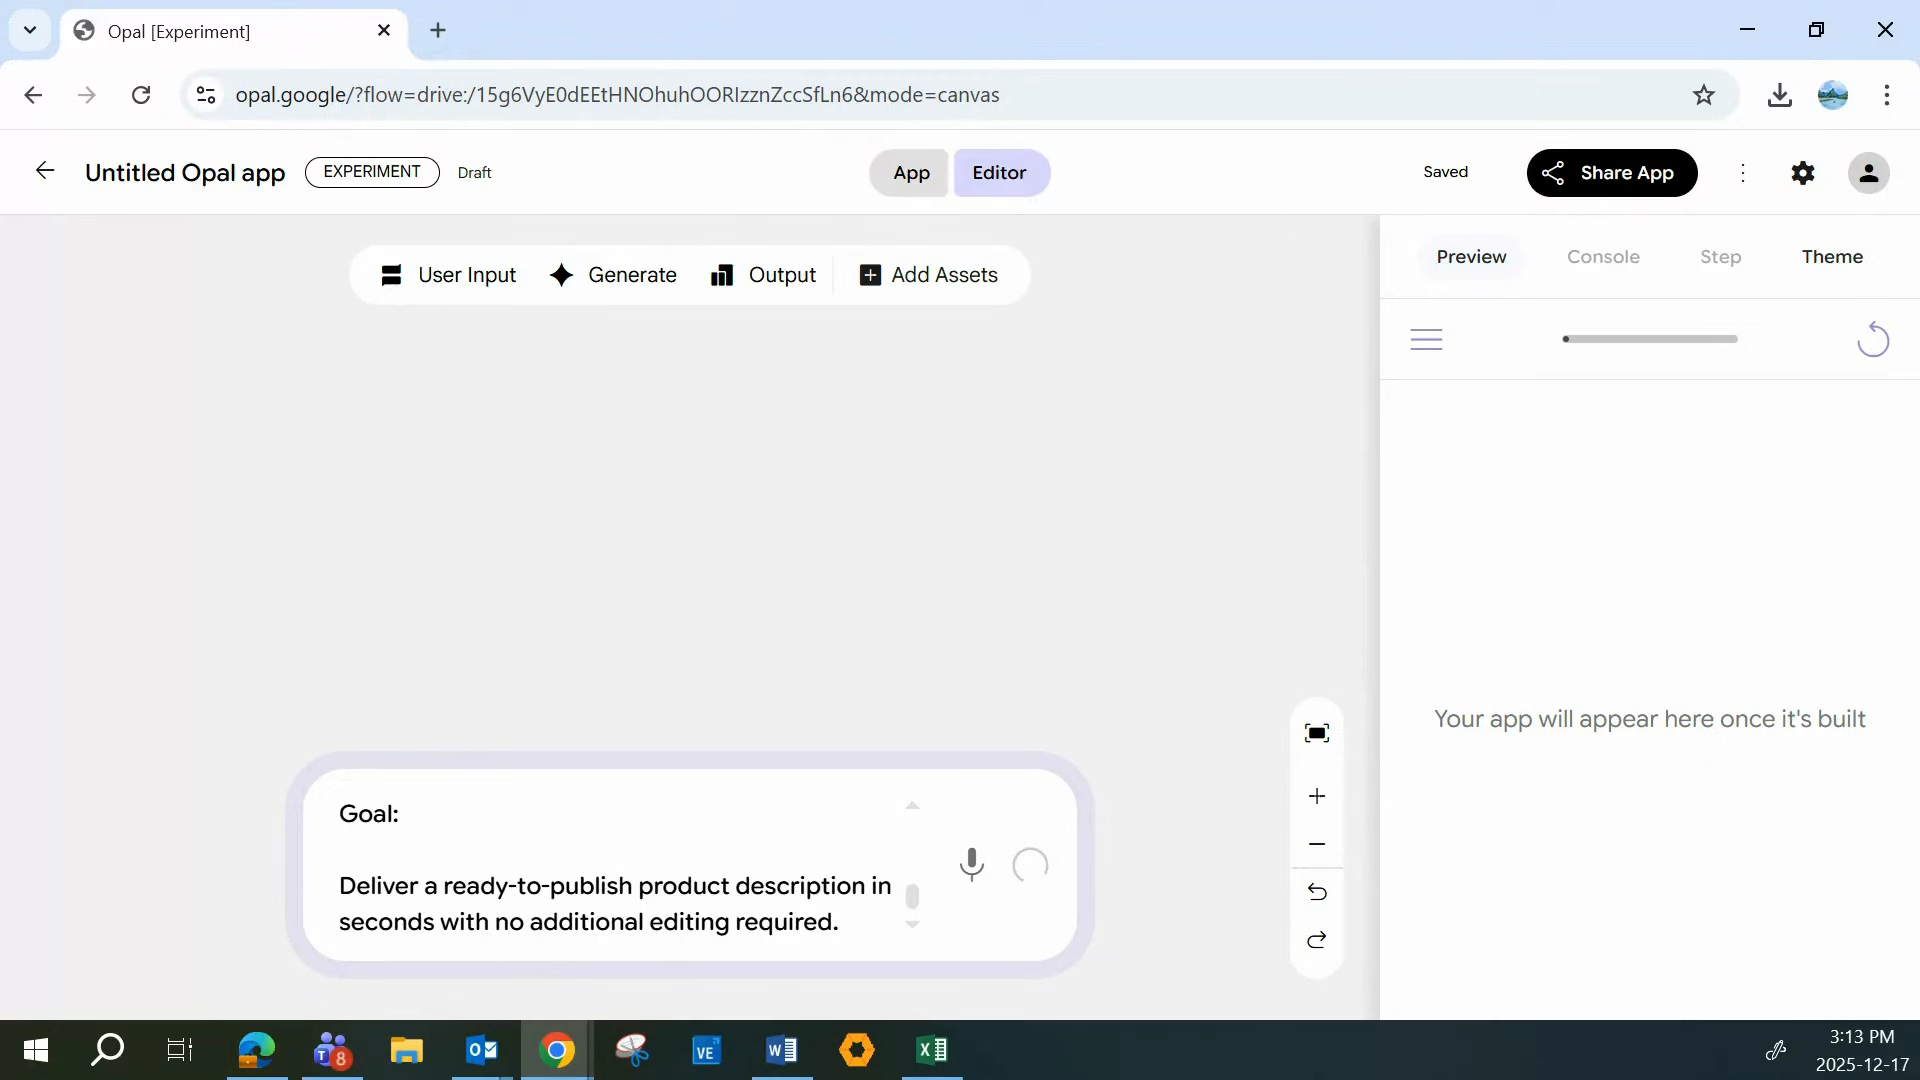 Opal [Experiment]
opal.google/?flow=drive:/15g6VyE0dEEtHNOhuhOORIzznZccSfLn6&mode=canvas
Untitled Opal app
EXPERIMENT
Draft
App
Editor
Saved
Share App
User Input
Generate
Output
Add Assets
Preview
Console
Step
Theme
Your app will appear here once it's built
Goal:
Deliver a ready-to-publish product description in
seconds with no additional editing required.
T
8
VE
W
X
3:13 PM
2025-12-17